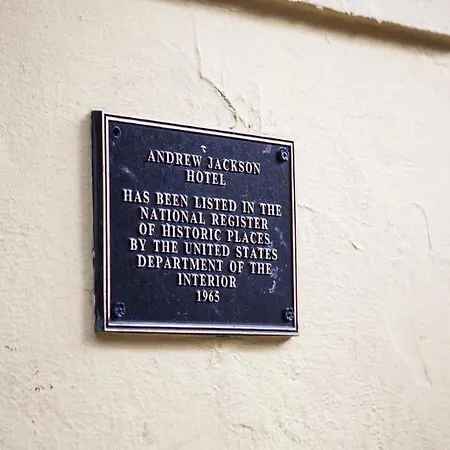 ANDREW JACKSON
HOTEL
HAS BEEN LISTED IN THE
NATIONAL REGISTER
OF HISTORIC PLACES
BY THE UNITED STATES
DEPARTMENT OF THE
INTERIOR
1965